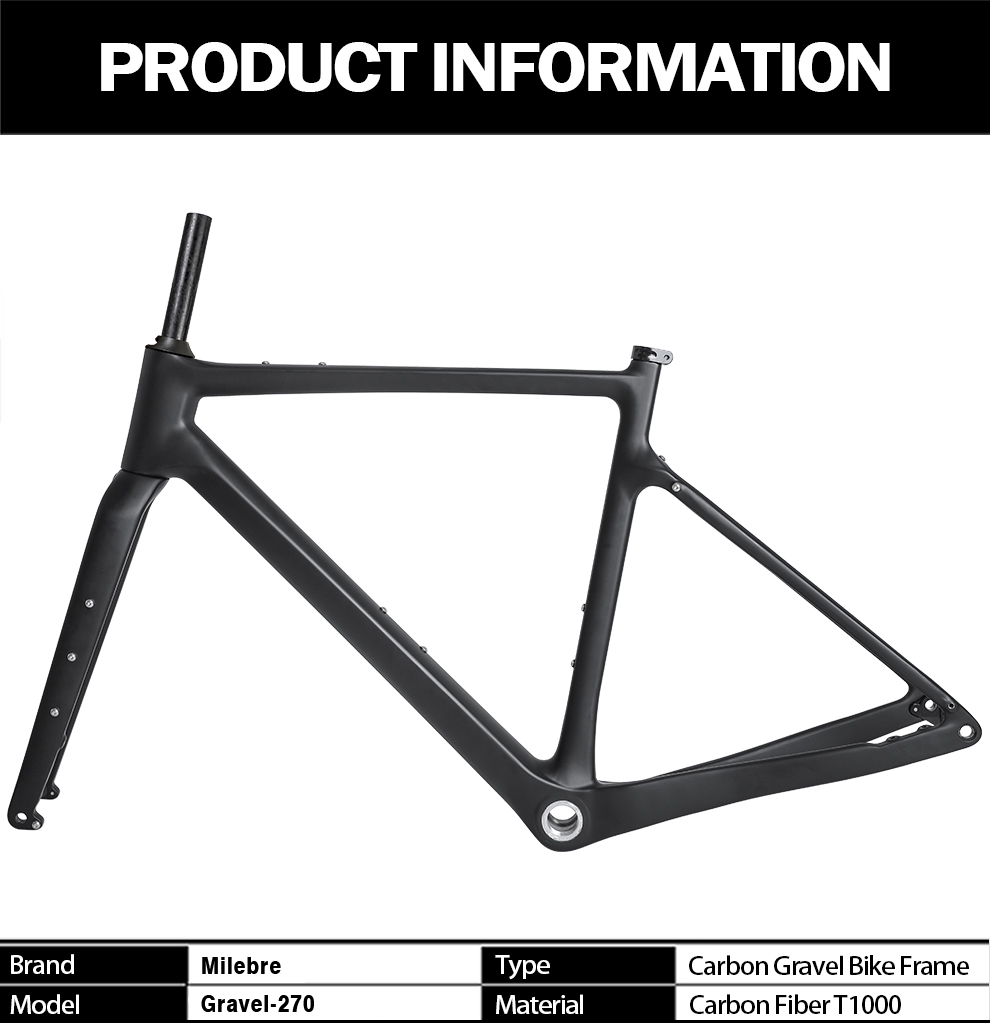 PRODUCT INFORMATION
Brand Milebre Type Carbon Gravel Bike Frame
Model Gravel-270 Material Carbon Fiber T1000